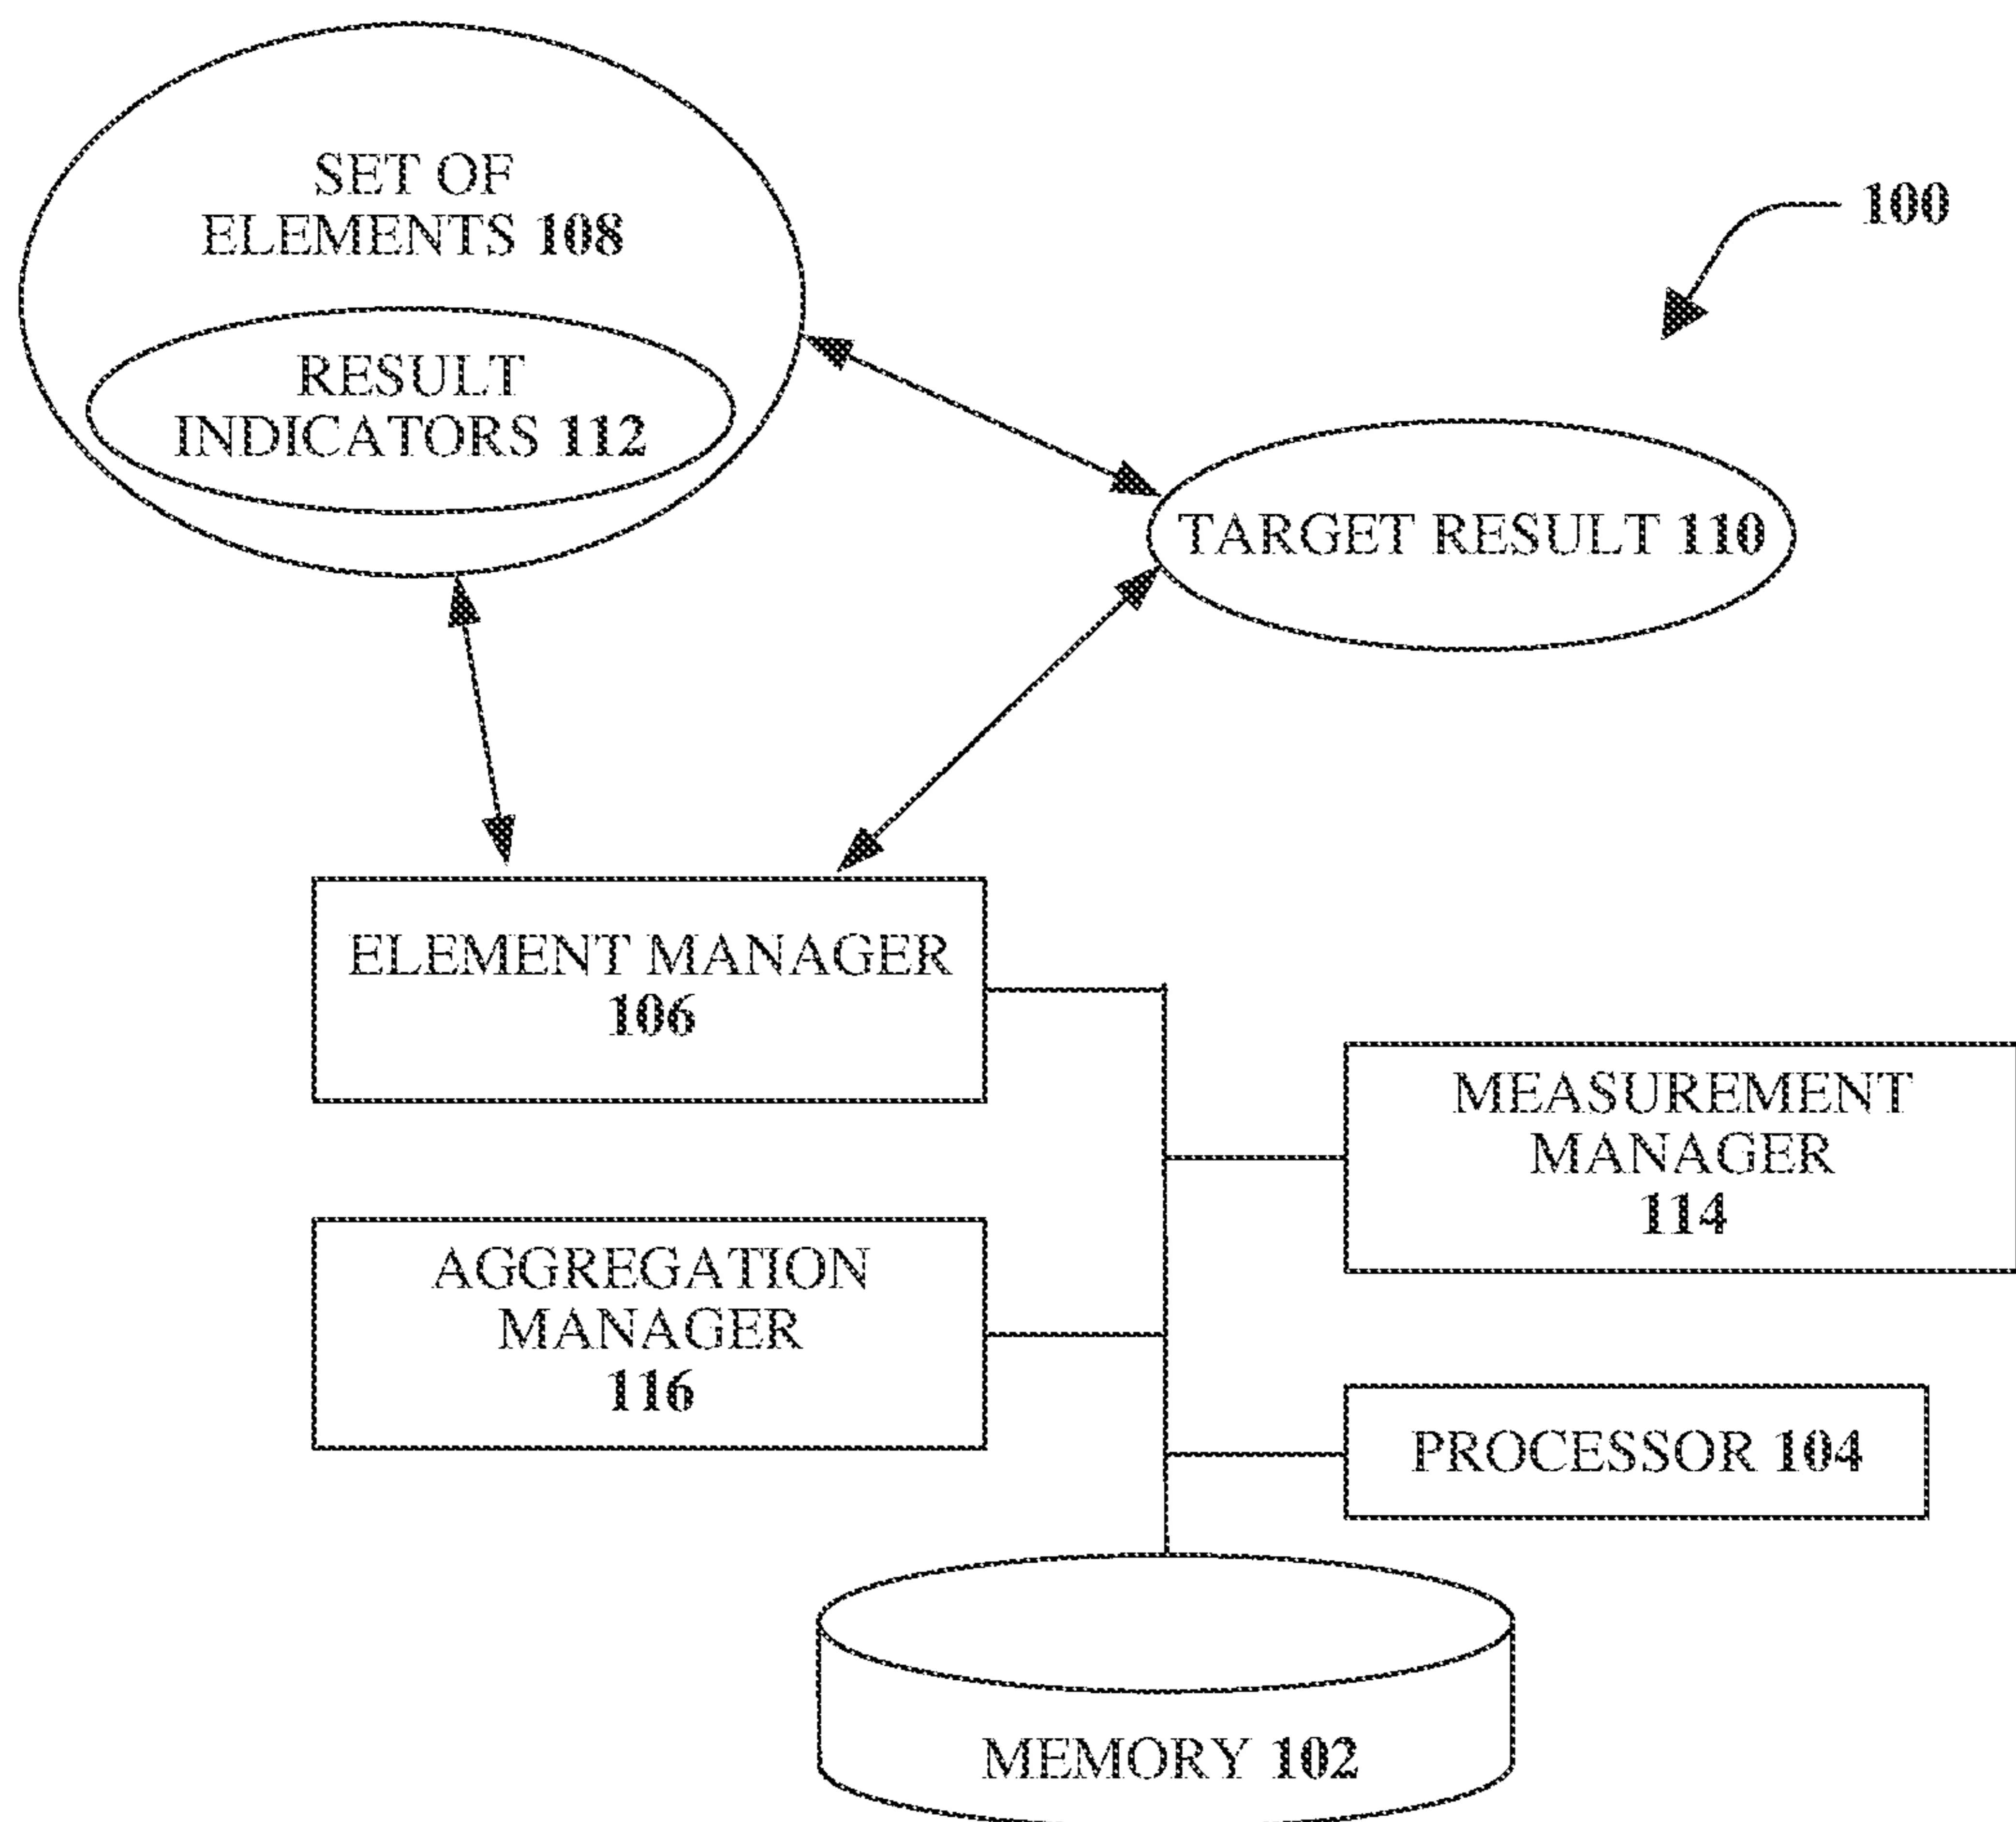 SET OF
ELEMENTS 108
100
RESULT
INDICATORS 112
TARGET RESULT 110
ELEMENT MANAGER
106
MEASUREMENT
MANAGER
114
AGGREGATION
MANAGER
116
PROCESSOR 104
MEMORY 102